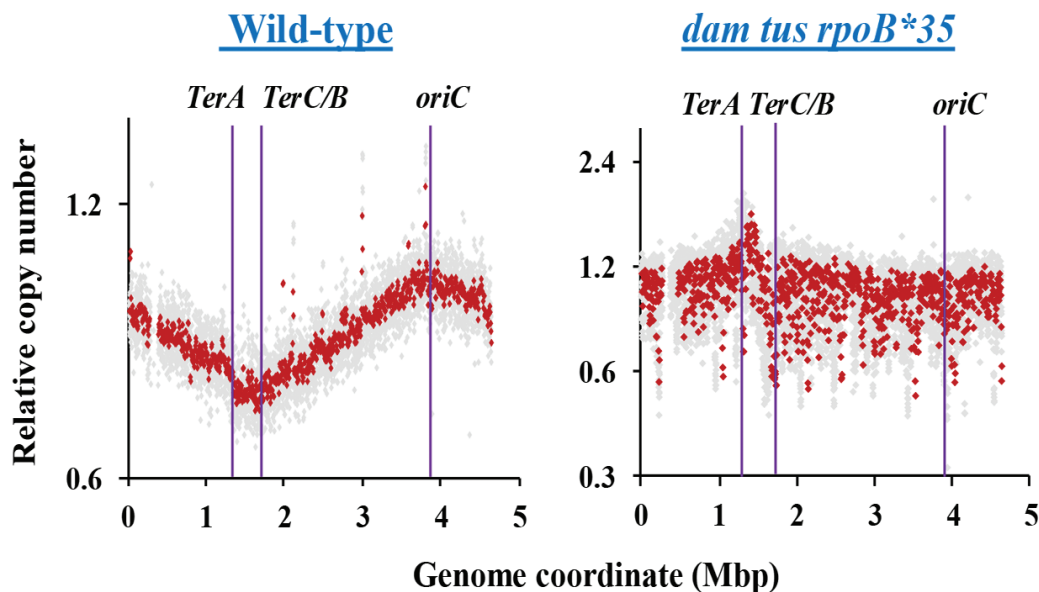 Wild-type
dam tus rpoB*35
TerA TerC/B oriC
TerA TerC/B oriC
Relative copy number
1.2
0.6
0 1 2 3 4 5
2.4
1.2
0.6
0.3
0 1 2 3 4 5
Genome coordinate (Mbp)